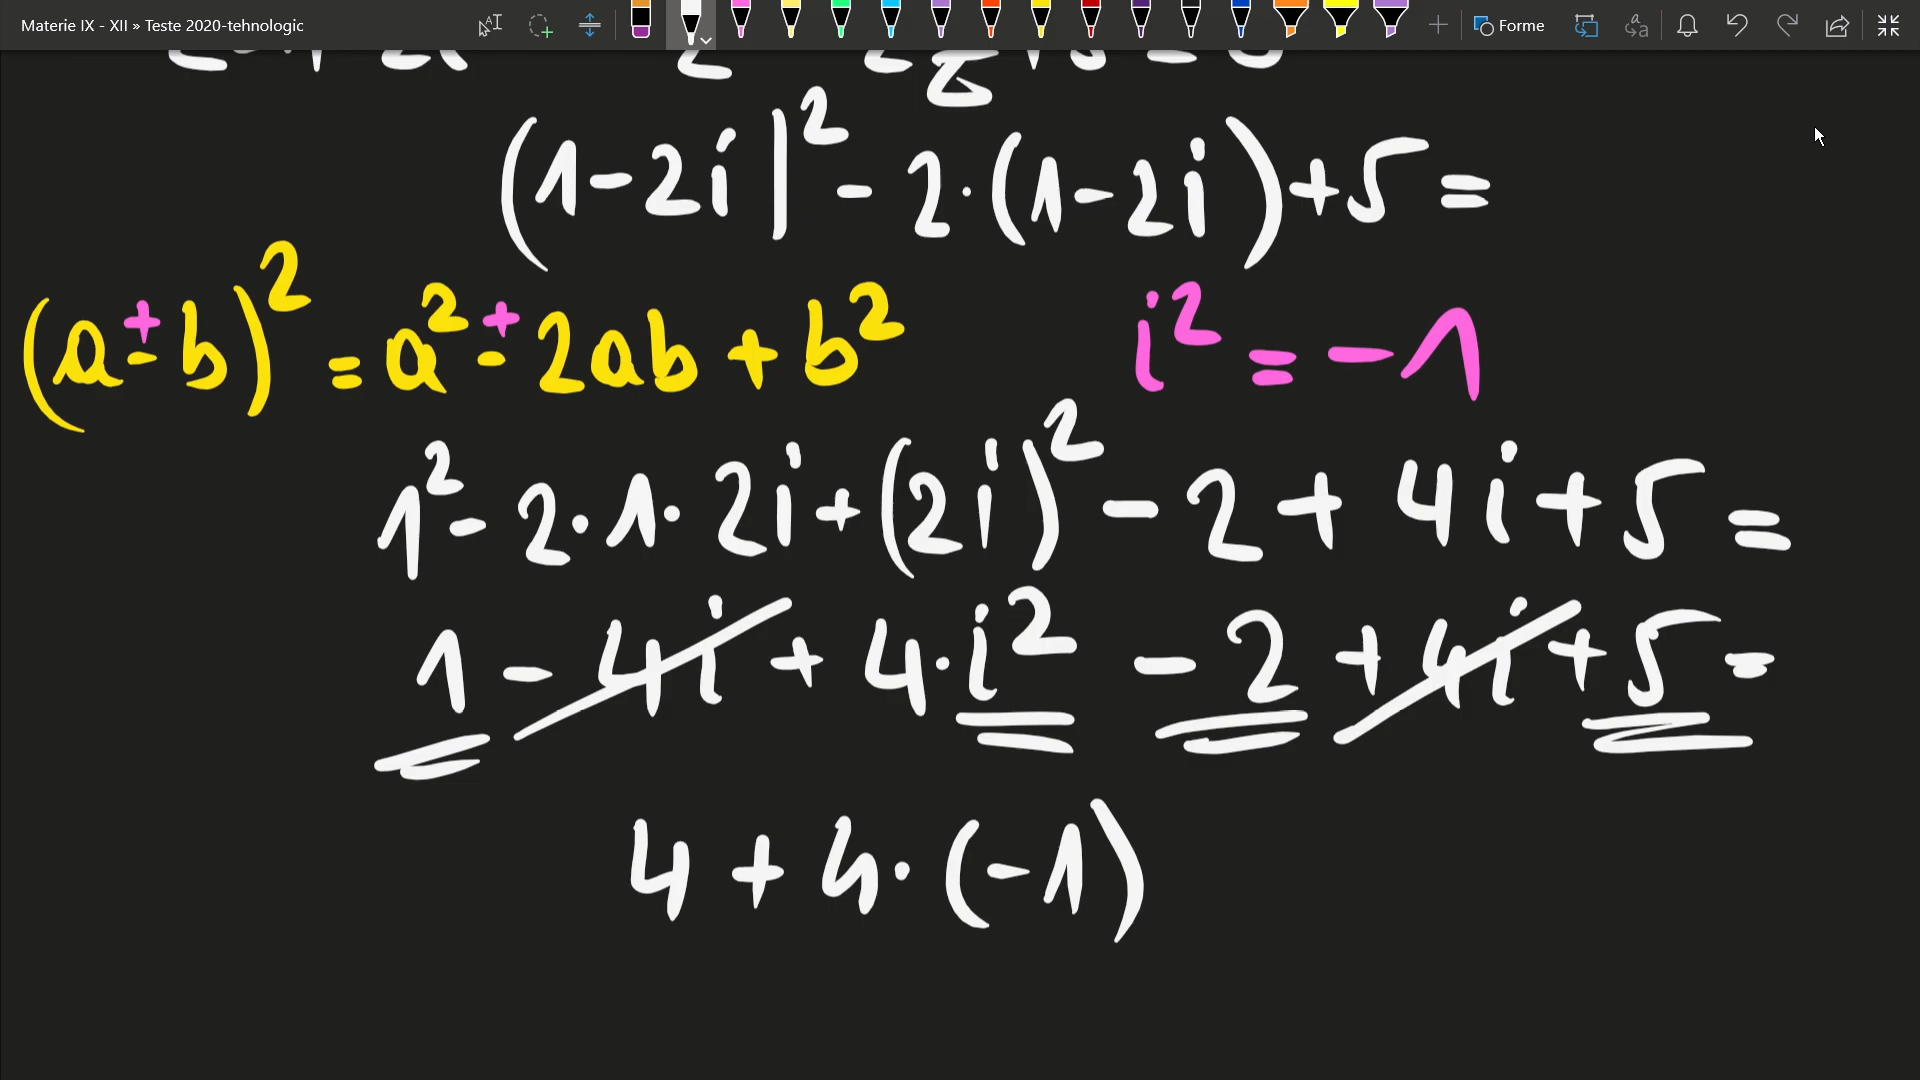 Materie IX - XII » Teste 2020-tehnologic
Forme
(1-2i)² - 2·(1-2i)+5=
(a±b)² = a² ± 2ab + b²
i² = -1
1² - 2·1·2i+(2i)² - 2 + 4i + 5 =
1 - 4i + 4·i² - 2 + 4i + 5 =
4 + 4·(-1)